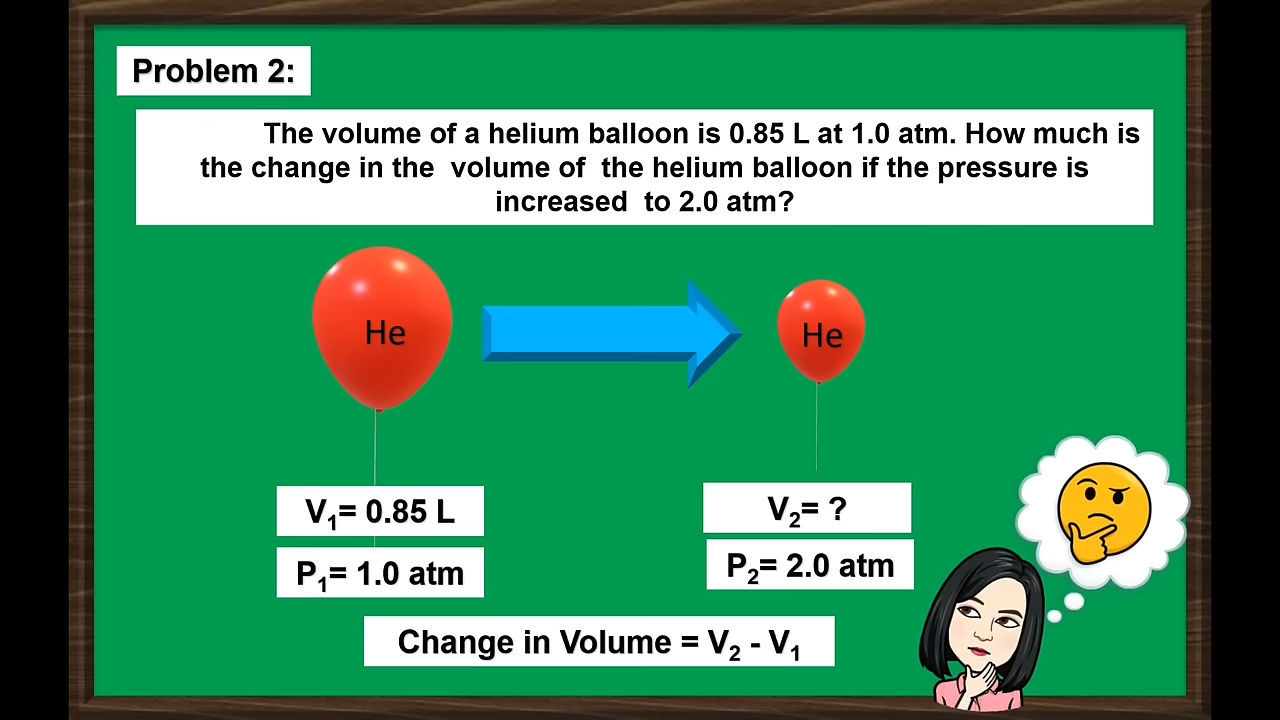 Problem 2:
The volume of a helium balloon is 0.85 L at 1.0 atm. How much is
the change in the volume of the helium balloon if the pressure is
increased to 2.0 atm?
He
He
V₁= 0.85 L
V₂= ?
P₁= 1.0 atm
P₂= 2.0 atm
Change in Volume = V₂ - V₁